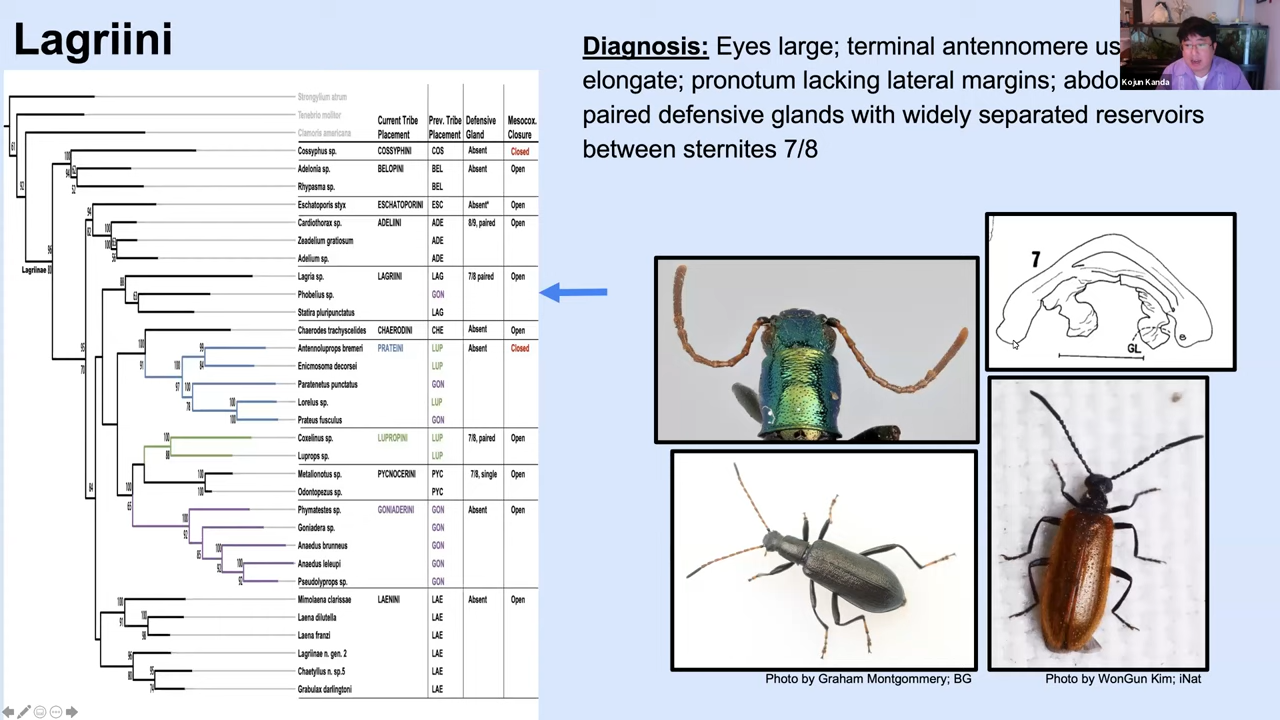 Lagriini
Diagnosis: Eyes large; terminal antennomere us
elongate; pronotum lacking lateral margins; abdo
paired defensive glands with widely separated reservoirs
between sternites 7/8
Kojun Kanda
Current Tribe Placement Prev. Tribe Placement Defensive Gland Mesocox. Closure
Strongylium atrum
Tenebrio molitor
Clamoris americana
Cossyphus sp. COSSYPHINI COS Absent Closed
Adelonia sp. BELOPINI BEL Absent Open
Rhypasma sp. BEL
Eschatoporis styx ESCHATOPORINI ESC Absent* Open
Cardiothorax sp. ADELIINI ADE 8/9, paired Open
Zeadelium gratiosum ADE
Adelium sp. ADE
Lagriinae
Lagria sp. LAGRIINI LAG 7/8 paired Open
Phobelius sp. GON
Statira pluripunctata LAG
Chaerodes trachyscelides CHAERODINI CHE Absent Open
Antennoluprops bremeri PRATEINI LUP Absent Closed
Enicmosoma decorsei LUP
Paratenetus punctatus GON
Lorelus sp. LUP
Prateus fusculus GON
Coxelinus sp. LUPROPINI LUP 7/8, paired Open
Luprops sp. LUP
Metallonotus sp. PYCNOCERINI PYC 7/8, single Open
Odontopezus sp. PYC
Phymatestes sp. GONIADERINI GON Absent Open
Goniadera sp. GON
Anaedus brunneus GON
Anaedus leleupi GON
Pseudolyprops sp. GON
Mimolaena clarissae LAENINI LAE Absent Open
Laena dilutella LAE
Laena franzi LAE
Lagriinae n. gen. 2 LAE
Chaetyllus n. sp.5 LAE
Grabulax darlingtoni LAE
7
GL
Photo by Graham Montgommery; BG
Photo by WonGun Kim; iNat